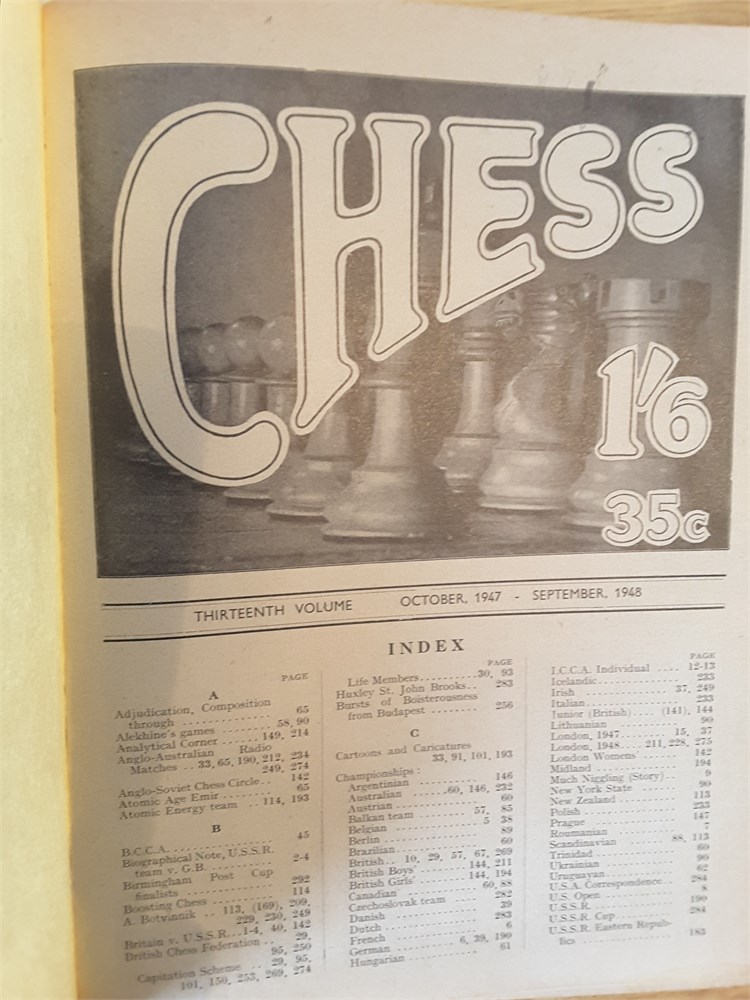 CHESS
1'6
35c
THIRTEENTH VOLUME OCTOBER, 1947 - SEPTEMBER, 1948
INDEX
PAGE
A
Adjudication, Composition
through .............. 65
Alekhine's games ........ 58, 90
Analytical Corner ...... 149, 214
Anglo-Australian Radio
Matches .. 33, 65, 190, 212, 234
249, 274
Anglo-Soviet Chess Circle.. 142
Atomic Age Emir .......... 65
Atomic Energy team .. 114, 193
B
B.C.C.A. ................ 45
Biographical Note, U.S.S.R.
team v. G.B. .......... 2-4
Birmingham Post Cup
finalists .............. 292
Boosting Chess .......... 114
A. Botvinnik .. 113, (169), 209,
229, 230, 249
Britain v. U.S.S.R...1-4, 40, 142
British Chess Federation .. 29,
95, 250
Capitation Scheme .. 29, 95,
101, 150, 253, 269, 274
PAGE
Life Members..........30, 93
Huxley St. John Brooks.. 283
Bursts of Boisterousness
from Budapest ........ 256
C
Cartoons and Caricatures
33, 91, 101, 193
Championships :
Argentinian .......... 146
Australian ......60, 146, 232
Austrian .............. 60
Balkan team ........ 57, 85
Belgian .............. 5 38
Berlin ................ 89
Brazilian .............. 60
British.. 10, 29, 57, 67, 269
British Boys' ...... 144, 211
British Girls' ...... 144, 194
Canadian .......... 60, 88
Czechoslovak team .... 282
Danish ................ 39
Dutch ................ 283
French ................ 6
German ........ 6, 39, 190
Hungarian ............ 61
PAGE
I.C.C.A. Individual .... 12-13
Icelandic.............. 233
Irish .............. 37, 249
Italian ................ 233
Junior (British).... (141), 144
Lithuanian ............ 90
London, 1947 ........ 15, 37
London, 1948.... 211, 228, 275
London Womens' ...... 142
Midland .............. 194
Much Niggling (Story).. 9
New York State ........ 90
New Zealand .......... 113
Polish ................ 233
Prague ................ 147
Roumanian ............ 7
Scandinavian ...... 88, 113
Trinidad .............. 60
Ukrainian ............ 90
Uruguayan ............ 62
U.S.A. Correspondence.. 284
U.S. Open ............ 8
U.S.S.R. .............. 190
U.S.S.R. Cup .......... 284
U.S.S.R. Eastern Repub-
lics .................. 183